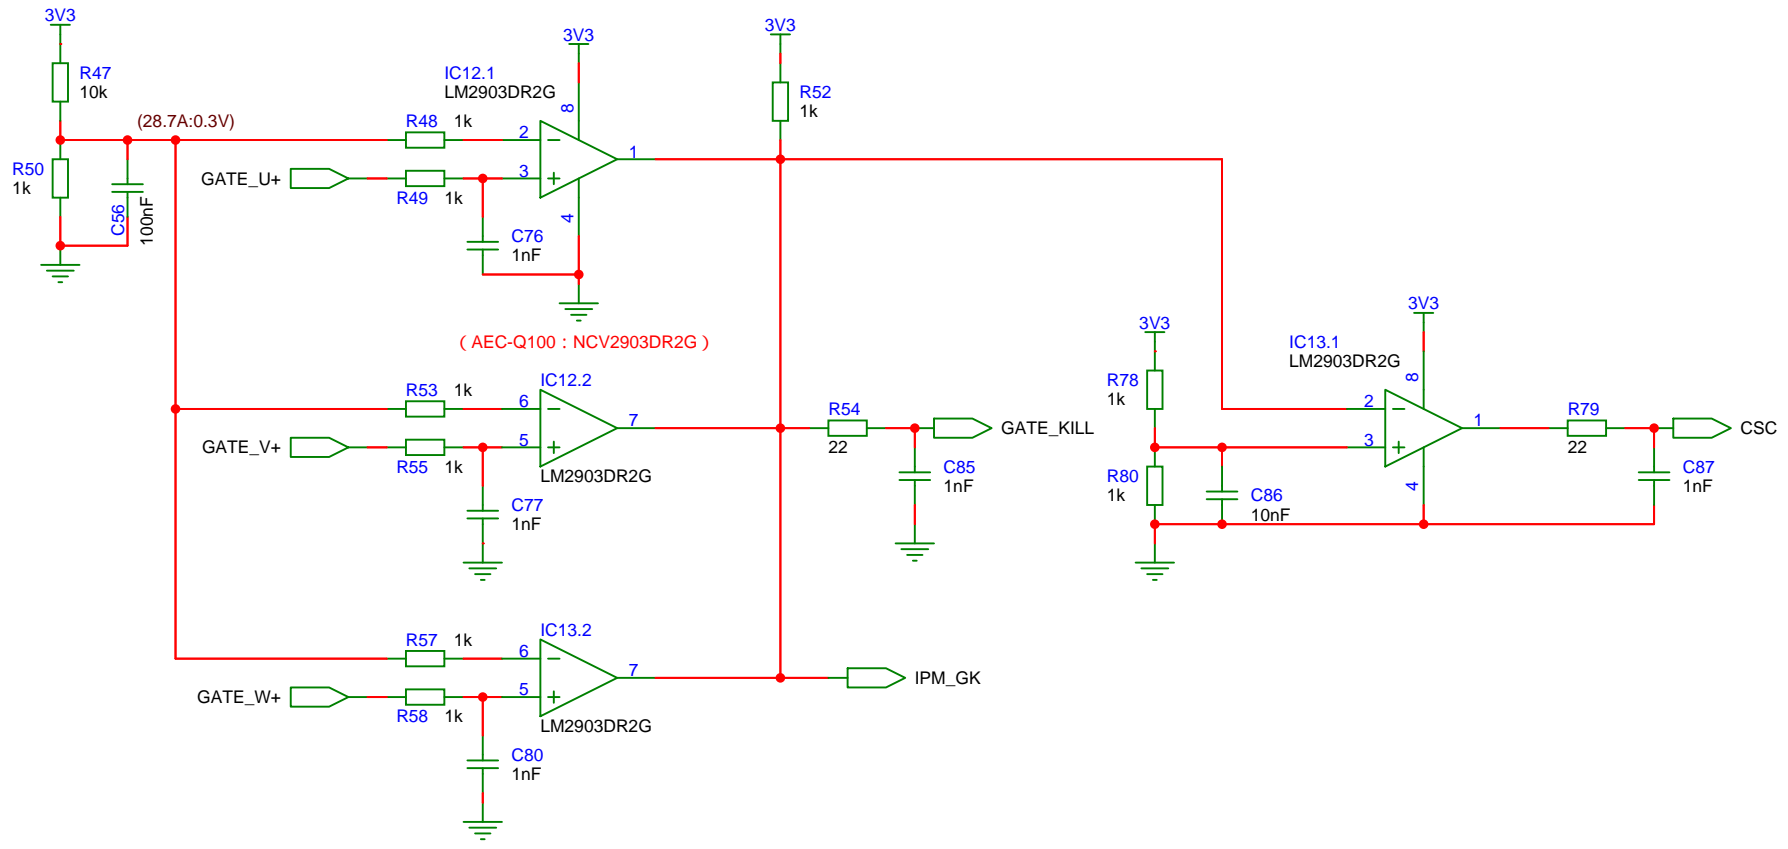 3V3
R47
10k
(28.7A:0.3V)
R50
1k
C56
100nF
IC12.1
LM2903DR2G
3V3
8
R48
1k
2
GATE_U+
R49
1k
3
1
4
C76
1nF
3V3
R52
1k
( AEC-Q100 : NCV2903DR2G )
R53
1k
IC12.2
6
GATE_V+
R55
1k
5
7
LM2903DR2G
C77
1nF
R54
22
GATE_KILL
C85
1nF
R57
1k
IC13.2
6
GATE_W+
R58
1k
5
7
LM2903DR2G
C80
1nF
IPM_GK
3V3
R78
1k
R80
1k
C86
10nF
3V3
IC13.1
LM2903DR2G
8
2
3
1
4
R79
22
CSC
C87
1nF